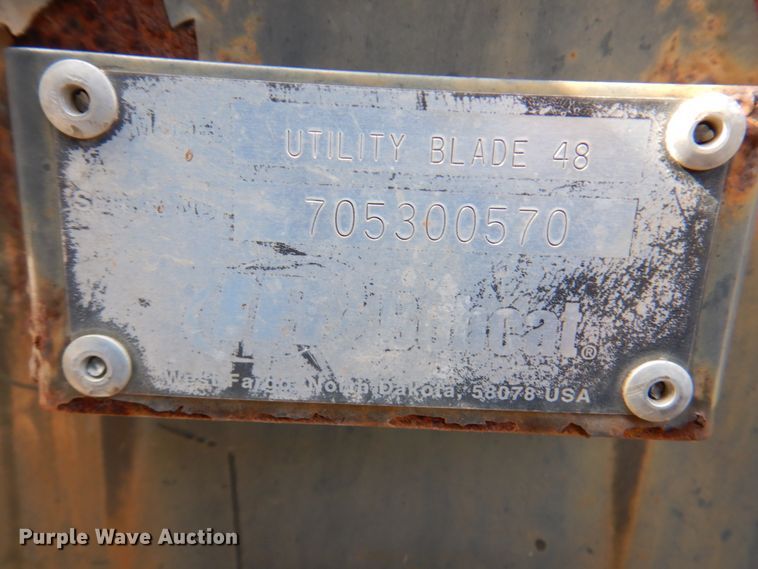 UTILITY BLADE 48
705300570
Bobcat®
West Fargo, North Dakota, 58078 USA
Purple Wave Auction